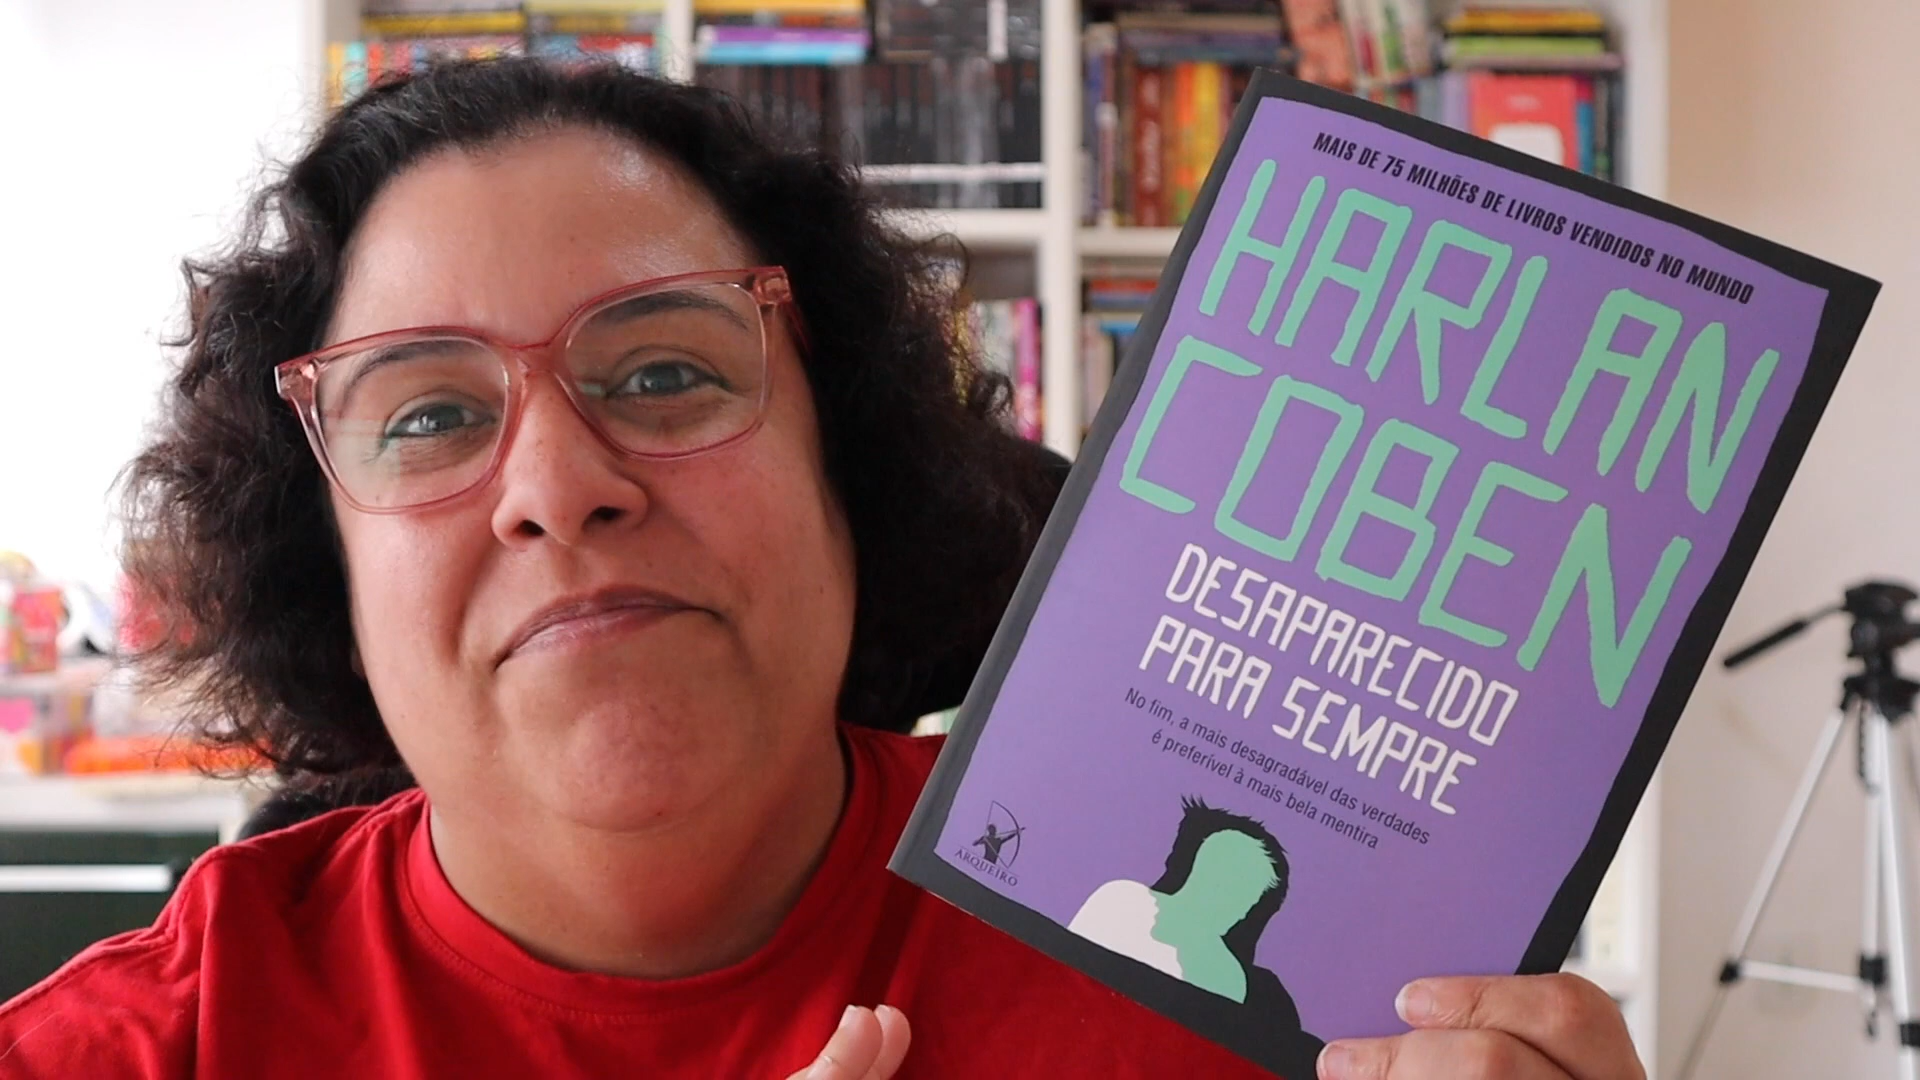 MAIS DE 75 MILHÕES DE LIVROS VENDIDOS NO MUNDO
HARLAN
COBEN
DESAPARECIDO
PARA SEMPRE
No fim, a mais desagradável das verdades
é preferível à mais bela mentira
ARQUEIRO